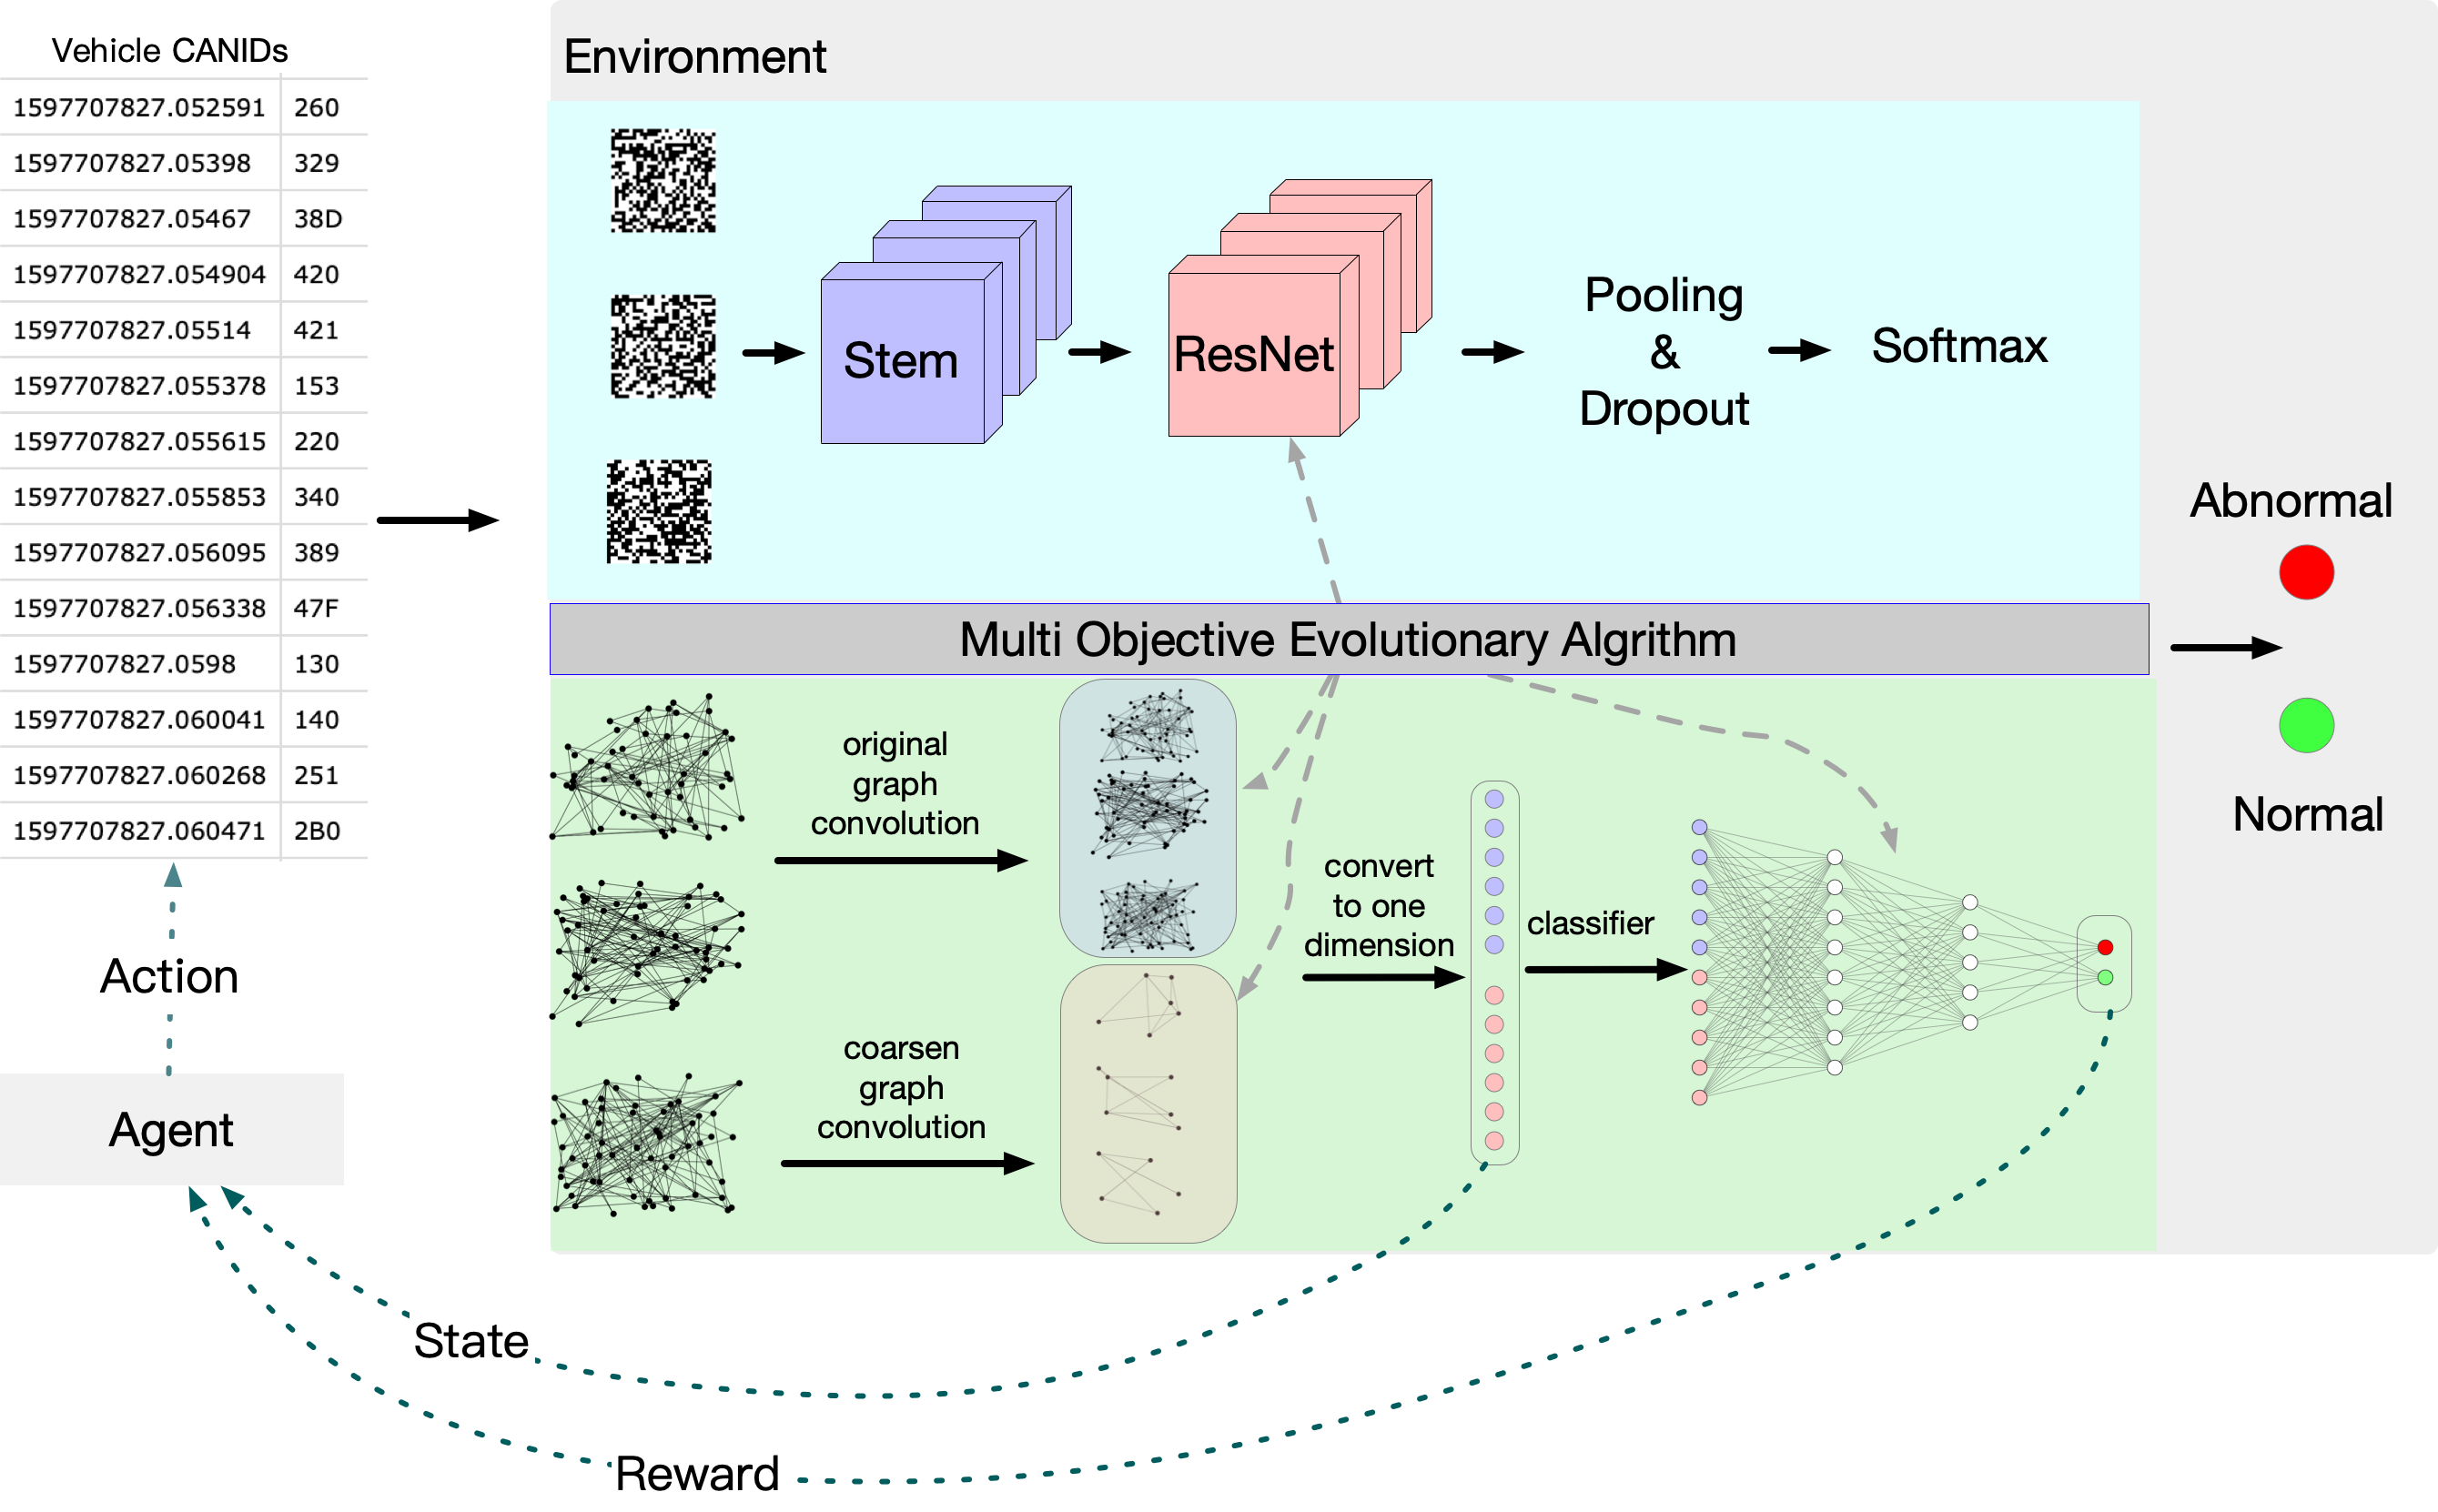 Vehicle CANIDs
1597707827.052591 260
1597707827.05398 329
1597707827.05467 38D
1597707827.054904 420
1597707827.05514 421
1597707827.055378 153
1597707827.055615 220
1597707827.055853 340
1597707827.056095 389
1597707827.056338 47F
1597707827.0598 130
1597707827.060041 140
1597707827.060268 251
1597707827.060471 2B0
Action
Agent
Environment
Stem
ResNet
Pooling
&
Dropout
Softmax
Multi Objective Evolutionary Algrithm
original
graph
convolution
coarsen
graph
convolution
convert
to one
dimension
classifier
Abnormal
Normal
State
Reward